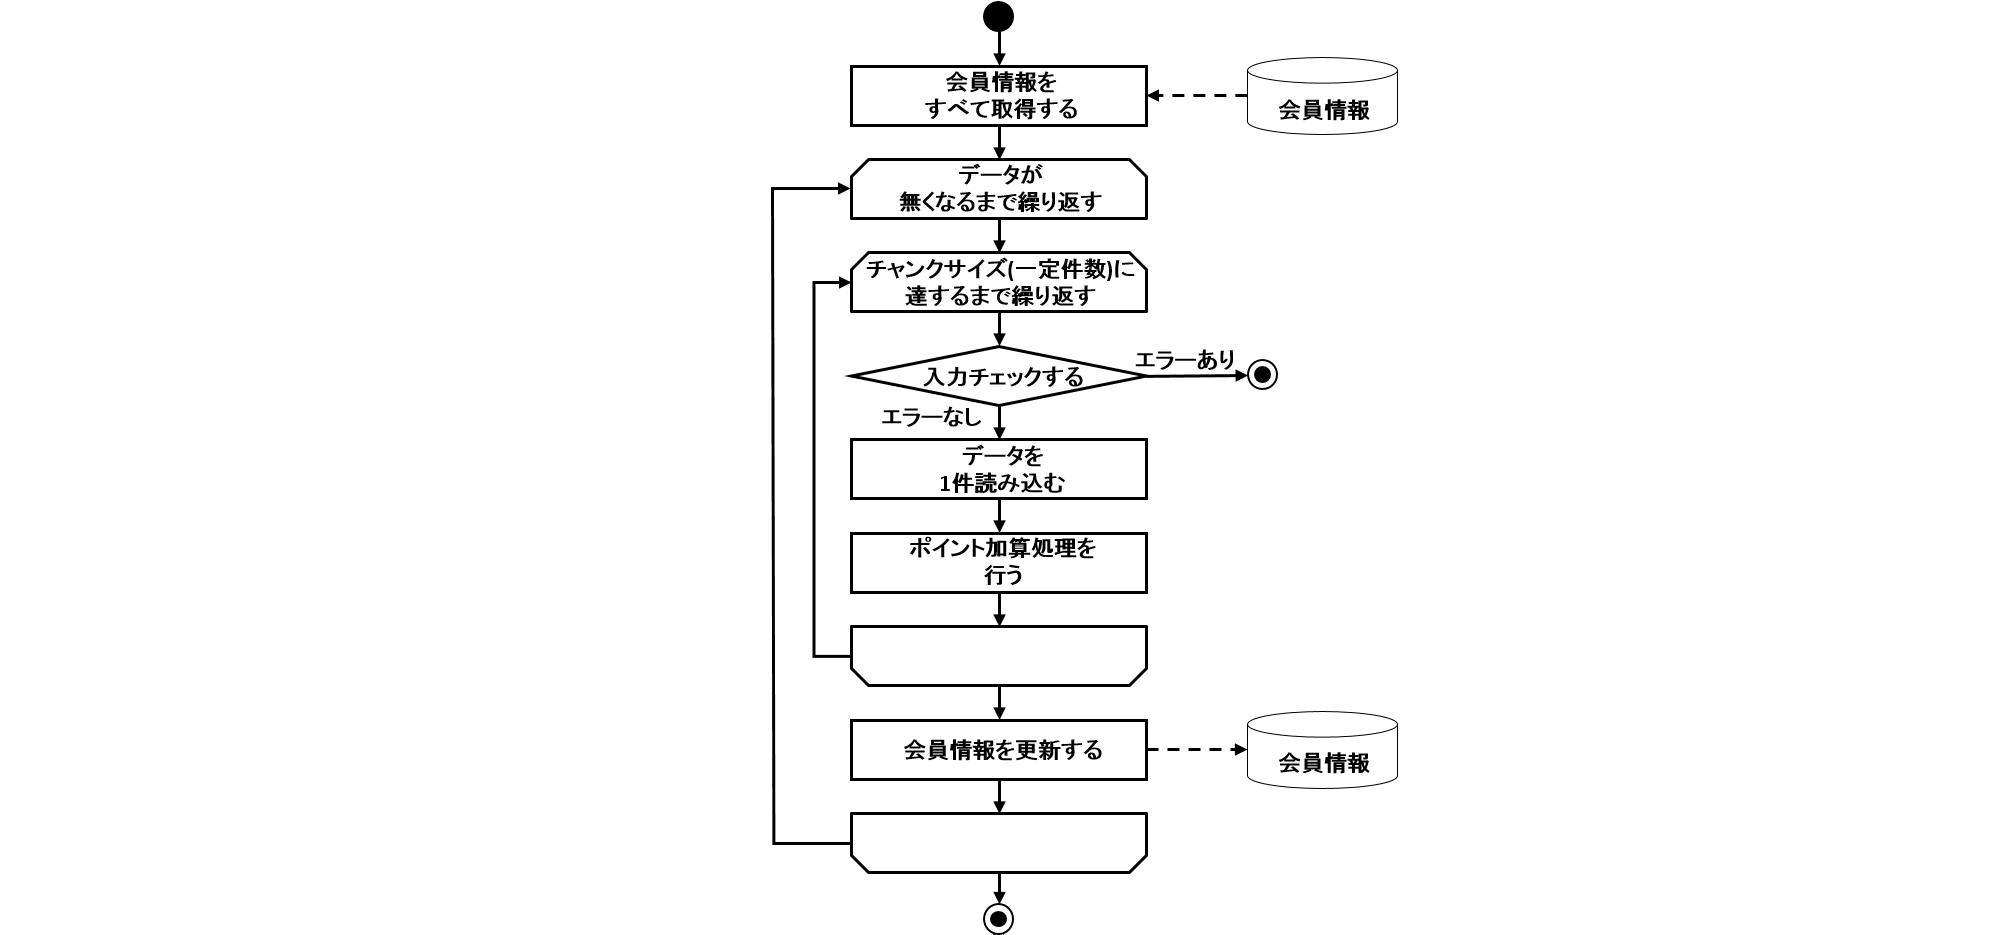 会員情報を
すべて取得する
会員情報
データが
無くなるまで繰り返す
チャンクサイズ(一定件数)に
達するまで繰り返す
入力チェックする
エラーあり
エラーなし
データを
1件読み込む
ポイント加算処理を
行う
会員情報を更新する
会員情報